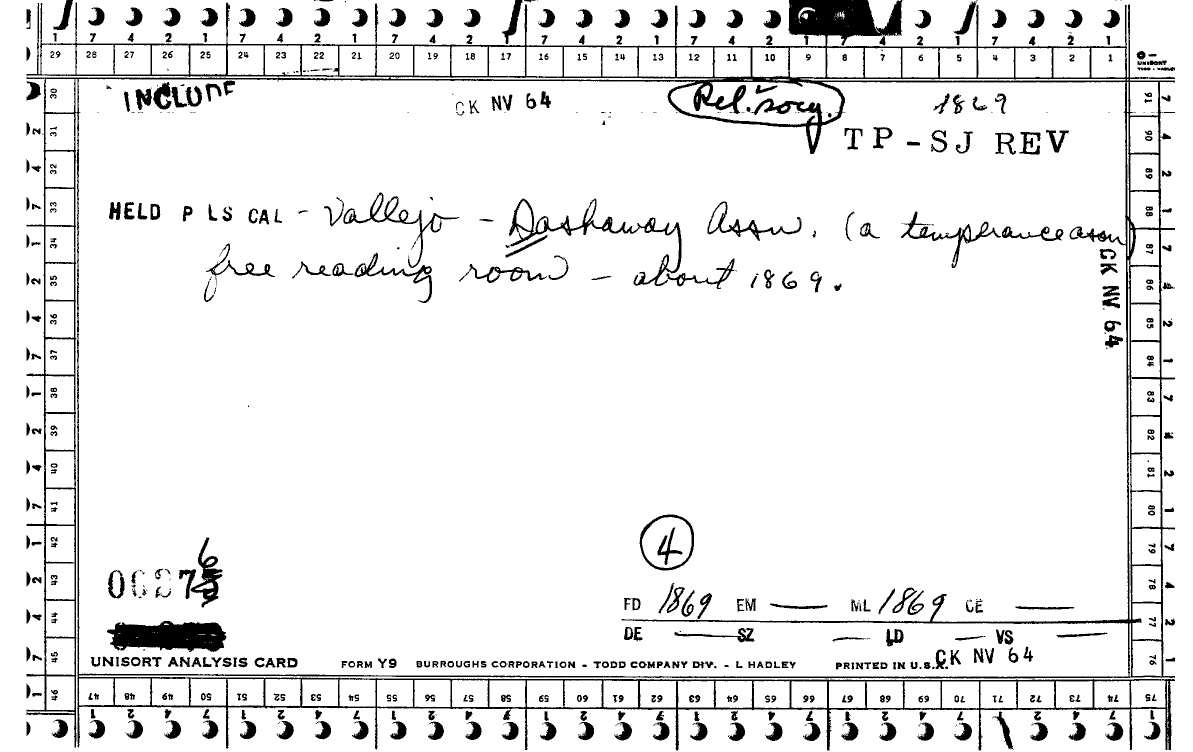 7 4 2 1 7 4 2 1 7 4 2 1 7 4 2 1 7 4 2 1 7 4 2 1
29 28 27 26 25 24 23 22 21 20 19 18 17 16 15 14 13 12 11 10 9 8 7 6 5 4 3 2 1
UNISORT
INCLUDE CK NV 64 Rel. Socy. 1869
TP-SJ REV
HELD P LS CAL - Vallejo - Dashaway Assn. (a temperance assn)
free reading room - about 1869.
CK NV 64
4
0627 6
FD 1869 EM — ML 1869 CE —
DE — SZ — LD — VS —
UNISORT ANALYSIS CARD FORM Y9 BURROUGHS CORPORATION - TODD COMPANY DIV. - L HADLEY PRINTED IN U.S.A. CK NV 64
30 31 32 33 34 35 36 37 38 39 40 41 42 43 44 45 46
47 48 49 50 51 52 53 54 55 56 57 58 59 60 61 62 63 64 65 66 67 68 69 70 71 72 73 74 75
76 77 78 79 80 81 82 83 84 85 86 87 88 89 90 91